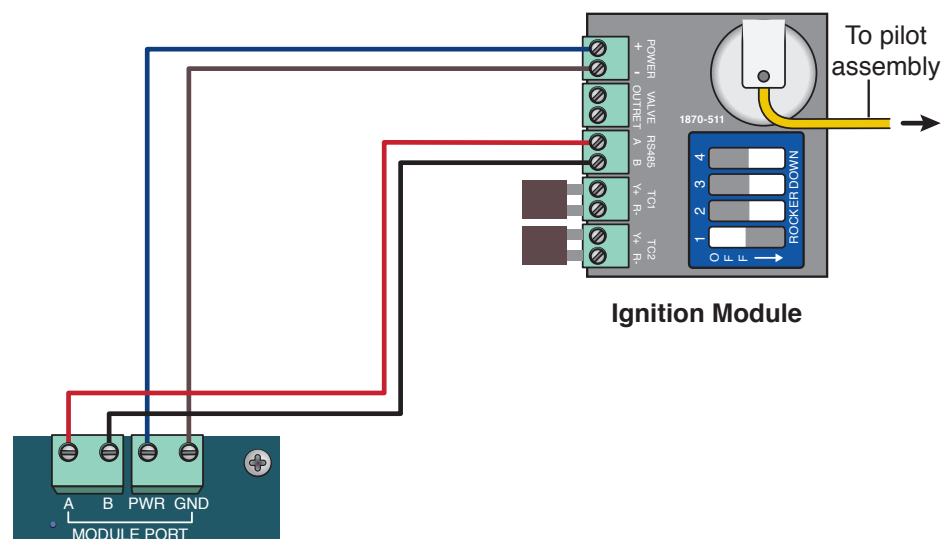 To pilot
assembly
POWER
+ -
VALVE
OUTRET
RS485
A B
TC1
Y+ R-
TC2
Y+ R-
1870-511
1 2 3 4
OFF
ROCKER DOWN
Ignition Module
A B PWR GND
MODULE PORT